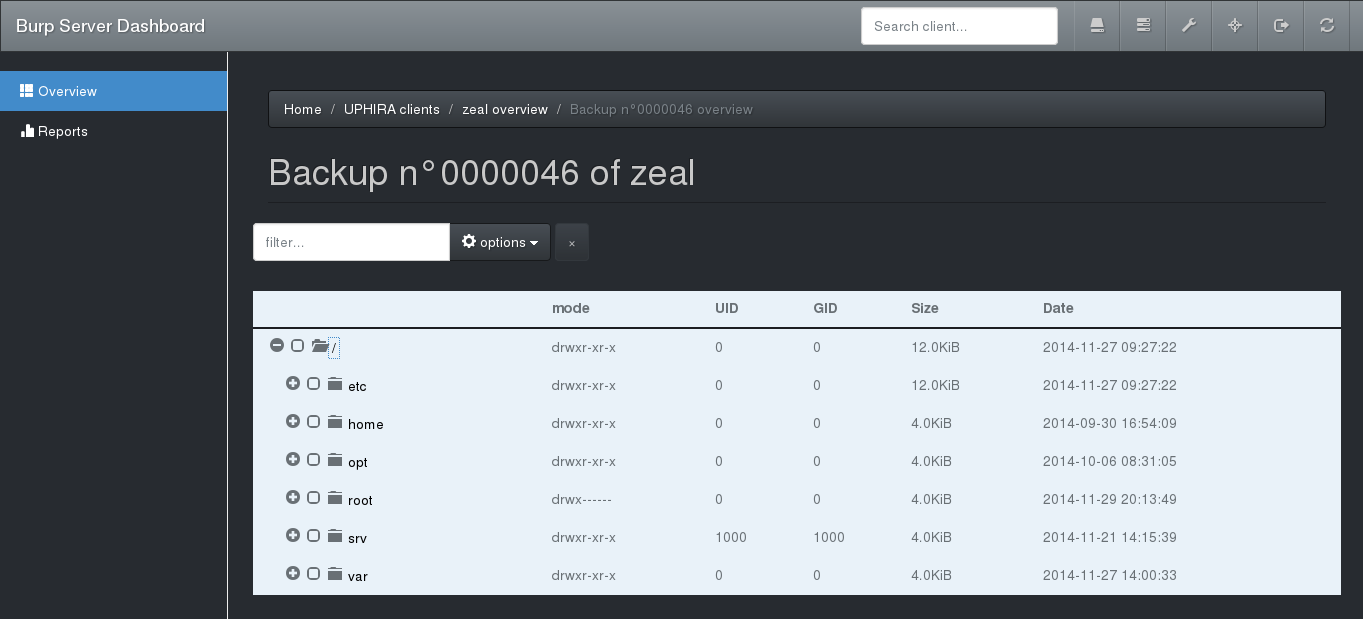 Burp Server Dashboard
Search client...
Overview
Reports
Home / UPHIRA clients / zeal overview / Backup n°0000046 overview
Backup n°0000046 of zeal
filter...
options
×
mode UID GID Size Date
/ drwxr-xr-x 0 0 12.0KiB 2014-11-27 09:27:22
etc drwxr-xr-x 0 0 12.0KiB 2014-11-27 09:27:22
home drwxr-xr-x 0 0 4.0KiB 2014-09-30 16:54:09
opt drwxr-xr-x 0 0 4.0KiB 2014-10-06 08:31:05
root drwx------ 0 0 4.0KiB 2014-11-29 20:13:49
srv drwxr-xr-x 1000 1000 4.0KiB 2014-11-21 14:15:39
var drwxr-xr-x 0 0 4.0KiB 2014-11-27 14:00:33